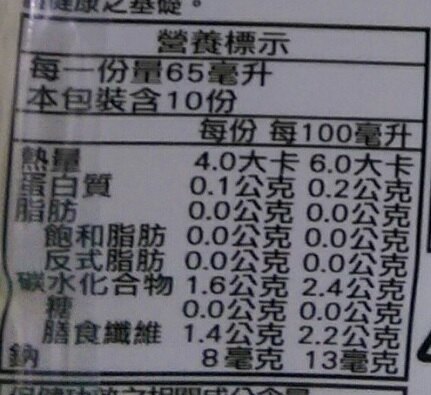 健康之基礎。
營養標示
每一份量65毫升
本包裝含10份
每份 每100毫升
熱量 4.0大卡 6.0大卡
蛋白質 0.1公克 0.2公克
脂肪 0.0公克 0.0公克
飽和脂肪 0.0公克 0.0公克
反式脂肪 0.0公克 0.0公克
碳水化合物 1.6公克 2.4公克
糖 0.0公克 0.0公克
膳食纖維 1.4公克 2.2公克
鈉 8毫克 13毫克